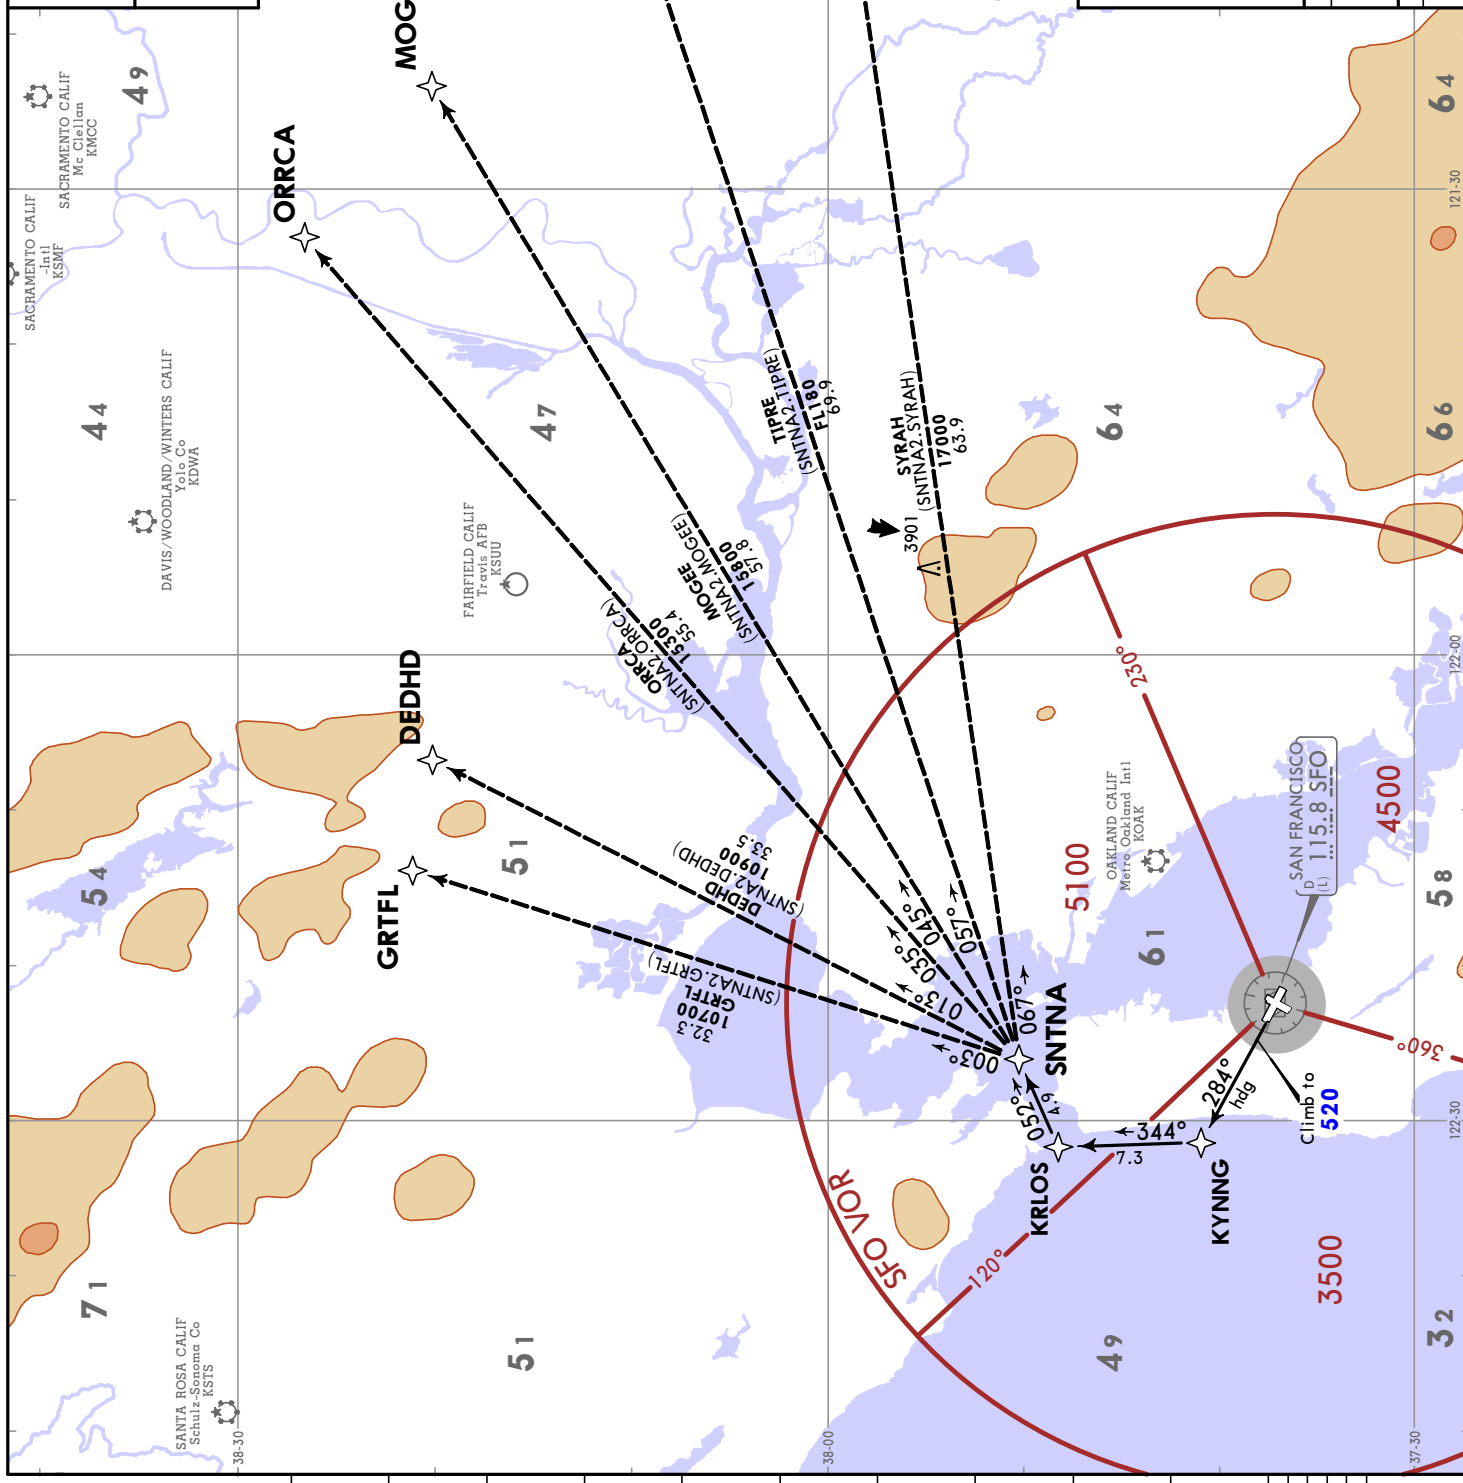 MOG
49
SACRAMENTO CALIF
Mc Clellan
KMCC
64
ORRCA
SACRAMENTO CALIF
-Intl
KSMF
121-30
44
DAVIS/WOODLAND/WINTERS CALIF
Yolo Co
KDWA
47
TIPRE
(SNTNA2.TIPRE)
FL180
69.9
SYRAH
(SNTNA2.SYRAH)
17000
63.9
64
66
3901
FAIRFIELD CALIF
Travis AFB
KSUU
MOGEE
(SNTNA2.MOGEE)
15800
57.8
ORRCA
(SNTNA2.ORRCA)
15300
55.4
DEDHD
230°
122-00
54
GRTFL
51
DEDHD
(SNTNA2.DEDHD)
10900
33.5
SAN FRANCISCO
D
(L)
115.8 SFO
4500
OAKLAND CALIF
Metro Oakland Intl
KOAK
5100
61
58
GRTFL
(SNTNA2.GRTFL)
10700
32.3
003°
013°
035°
045°
057°
067°
SNTNA
052°
4.9
360°
284°
hdg
Climb to
520
344°
7.3
KRLOS
KYNNG
122-30
SFO VOR
120°
3500
71
51
49
32
SANTA ROSA CALIF
Schulz-Sonoma Co
KSTS
38-30
38-00
37-30